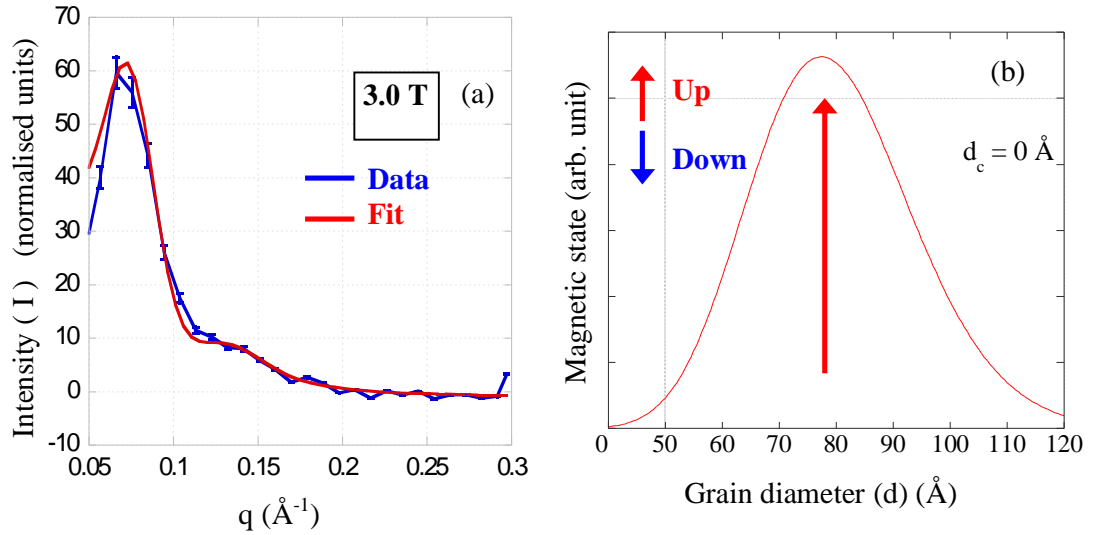 70
60
50
40
30
20
10
0
-10
0.05
0.1
0.15
0.2
0.25
0.3
Intensity ( I ) (normalised units)
q (Å-1)
3.0 T
(a)
Data
Fit
(b)
Up
Down
dc = 0 Å
Magnetic state (arb. unit)
40
50
60
70
80
90
100
110
120
Grain diameter (d) (Å)